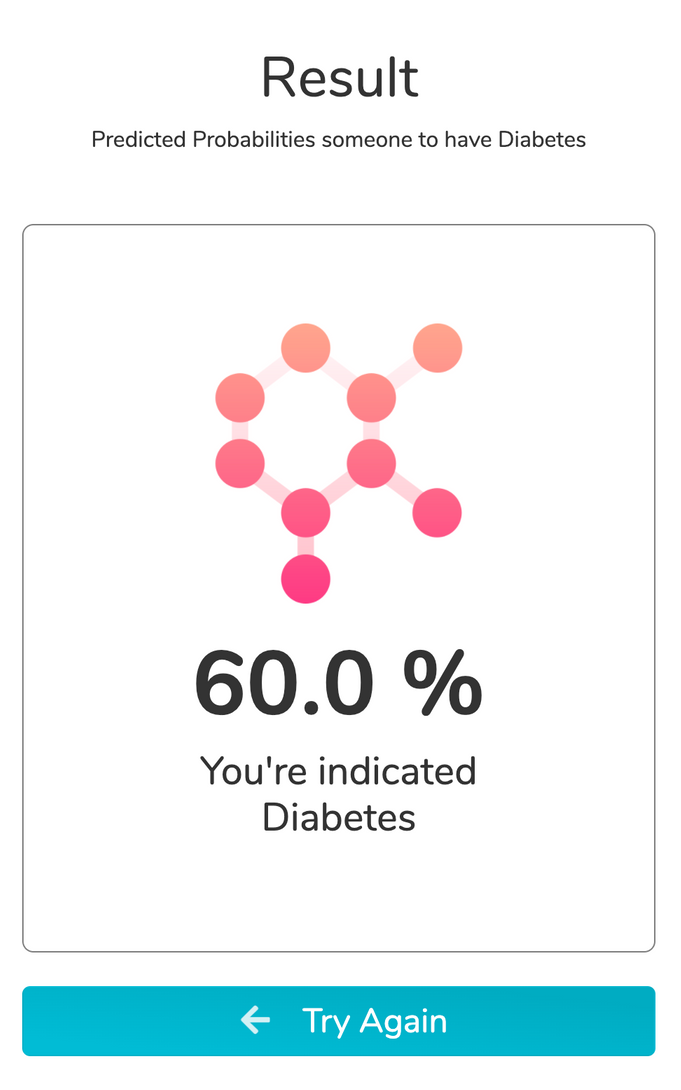 Result
Predicted Probabilities someone to have Diabetes
60.0 %
You're indicated
Diabetes
Try Again